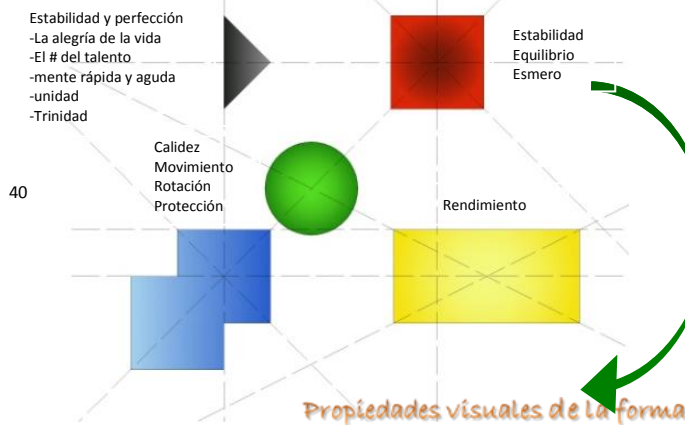 Estabilidad y perfección
-La alegría de la vida
-El # del talento
-mente rápida y aguda
-unidad
-Trinidad
Estabilidad
Equilibrio
Esmero
Calidez
Movimiento
Rotación
Protección
40
Rendimiento
Propiedades visuales de la forma